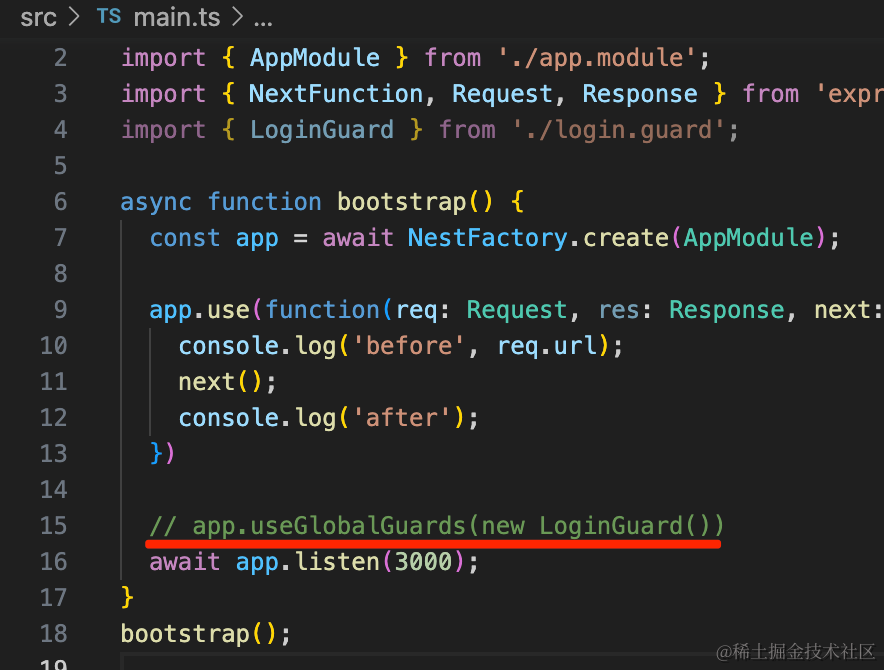 src > TS main.ts > ...
2 import { AppModule } from './app.module';
3 import { NextFunction, Request, Response } from 'expr
4 import { LoginGuard } from './login.guard';
5
6 async function bootstrap() {
7 const app = await NestFactory.create(AppModule);
8
9 app.use(function(req: Request, res: Response, next:
10 console.log('before', req.url);
11 next();
12 console.log('after');
13 })
14
15 // app.useGlobalGuards(new LoginGuard())
16 await app.listen(3000);
17 }
18 bootstrap();
19
@稀土掘金技术社区